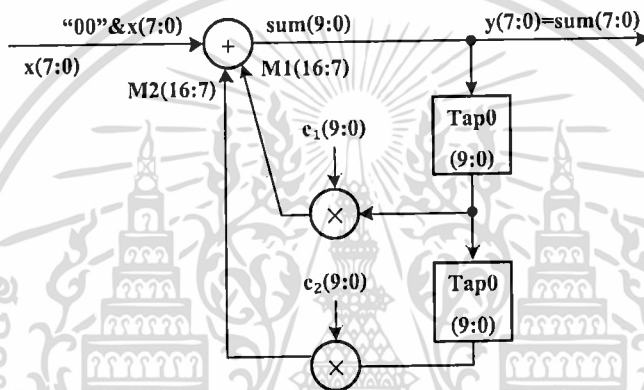 "00"&x(7:0)
sum(9:0)
y(7:0)=sum(7:0)
+
x(7:0)
M2(16:7)
M1(16:7)
Tap0
(9:0)
c₁(9:0)
×
c₂(9:0)
Tap0
(9:0)
×